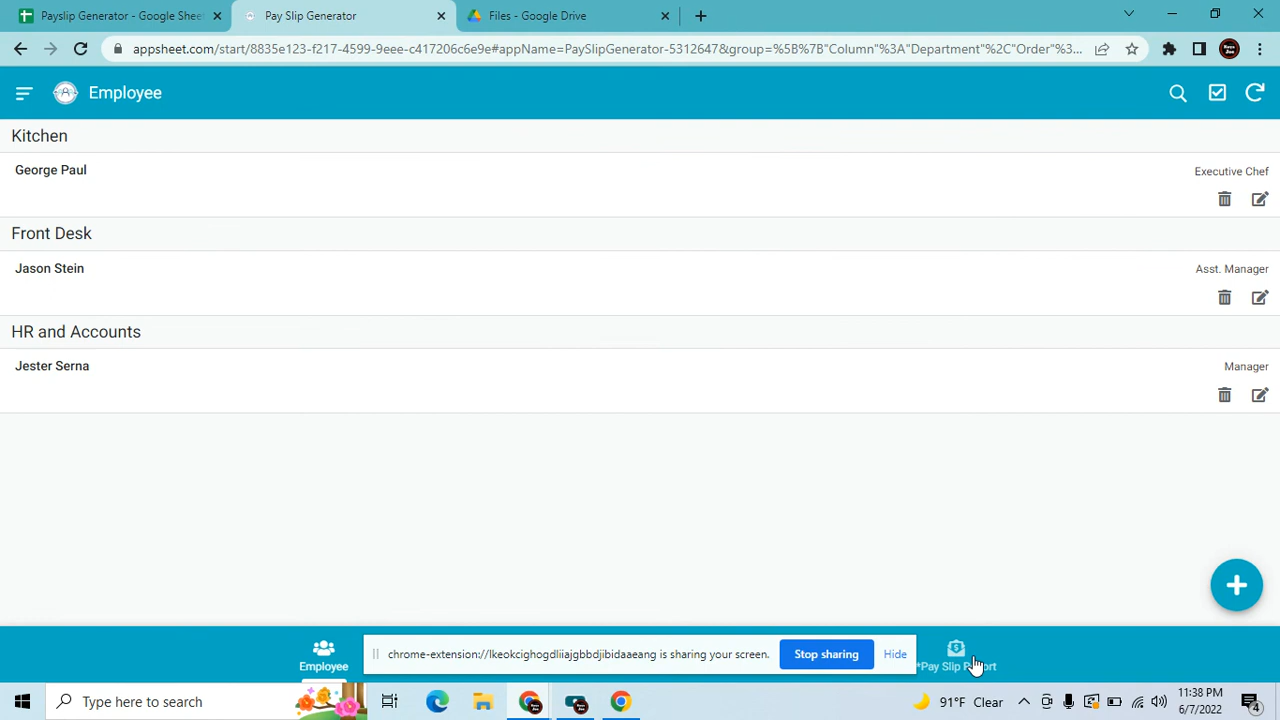 Payslip Generator - Google Sheet
Pay Slip Generator
Files - Google Drive
appsheet.com/start/8835e123-f217-4599-9eee-c417206c6e9e#appName=PaySlipGenerator-5312647&group=%5B%7B"Column"%3A"Department"%2C"Order"%3...
Employee
Kitchen
George Paul
Executive Chef
Front Desk
Jason Stein
Asst. Manager
HR and Accounts
Jester Serna
Manager
Employee
chrome-extension://lkeokcighogdliiajgbbdjibidaaeang is sharing your screen.
Stop sharing
Hide
*Pay Slip
Type here to search
91°F Clear
11:38 PM
6/7/2022
4